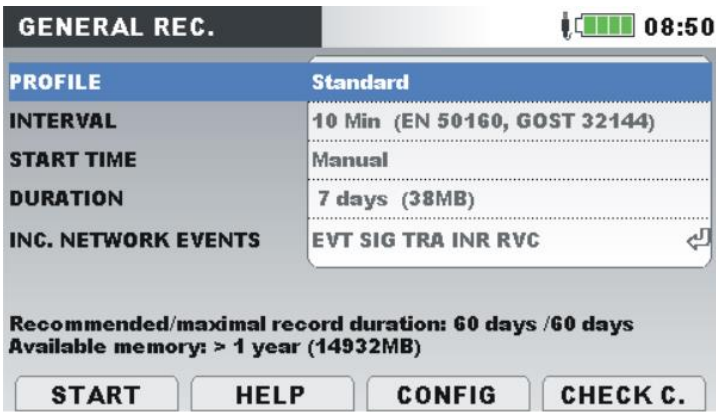 GENERAL REC. 08:50
PROFILE Standard
INTERVAL 10 Min (EN 50160, GOST 32144)
START TIME Manual
DURATION 7 days (38MB)
INC. NETWORK EVENTS EVT SIG TRA INR RVC
Recommended/maximal record duration: 60 days /60 days
Available memory: > 1 year (14932MB)
START HELP CONFIG CHECK C.